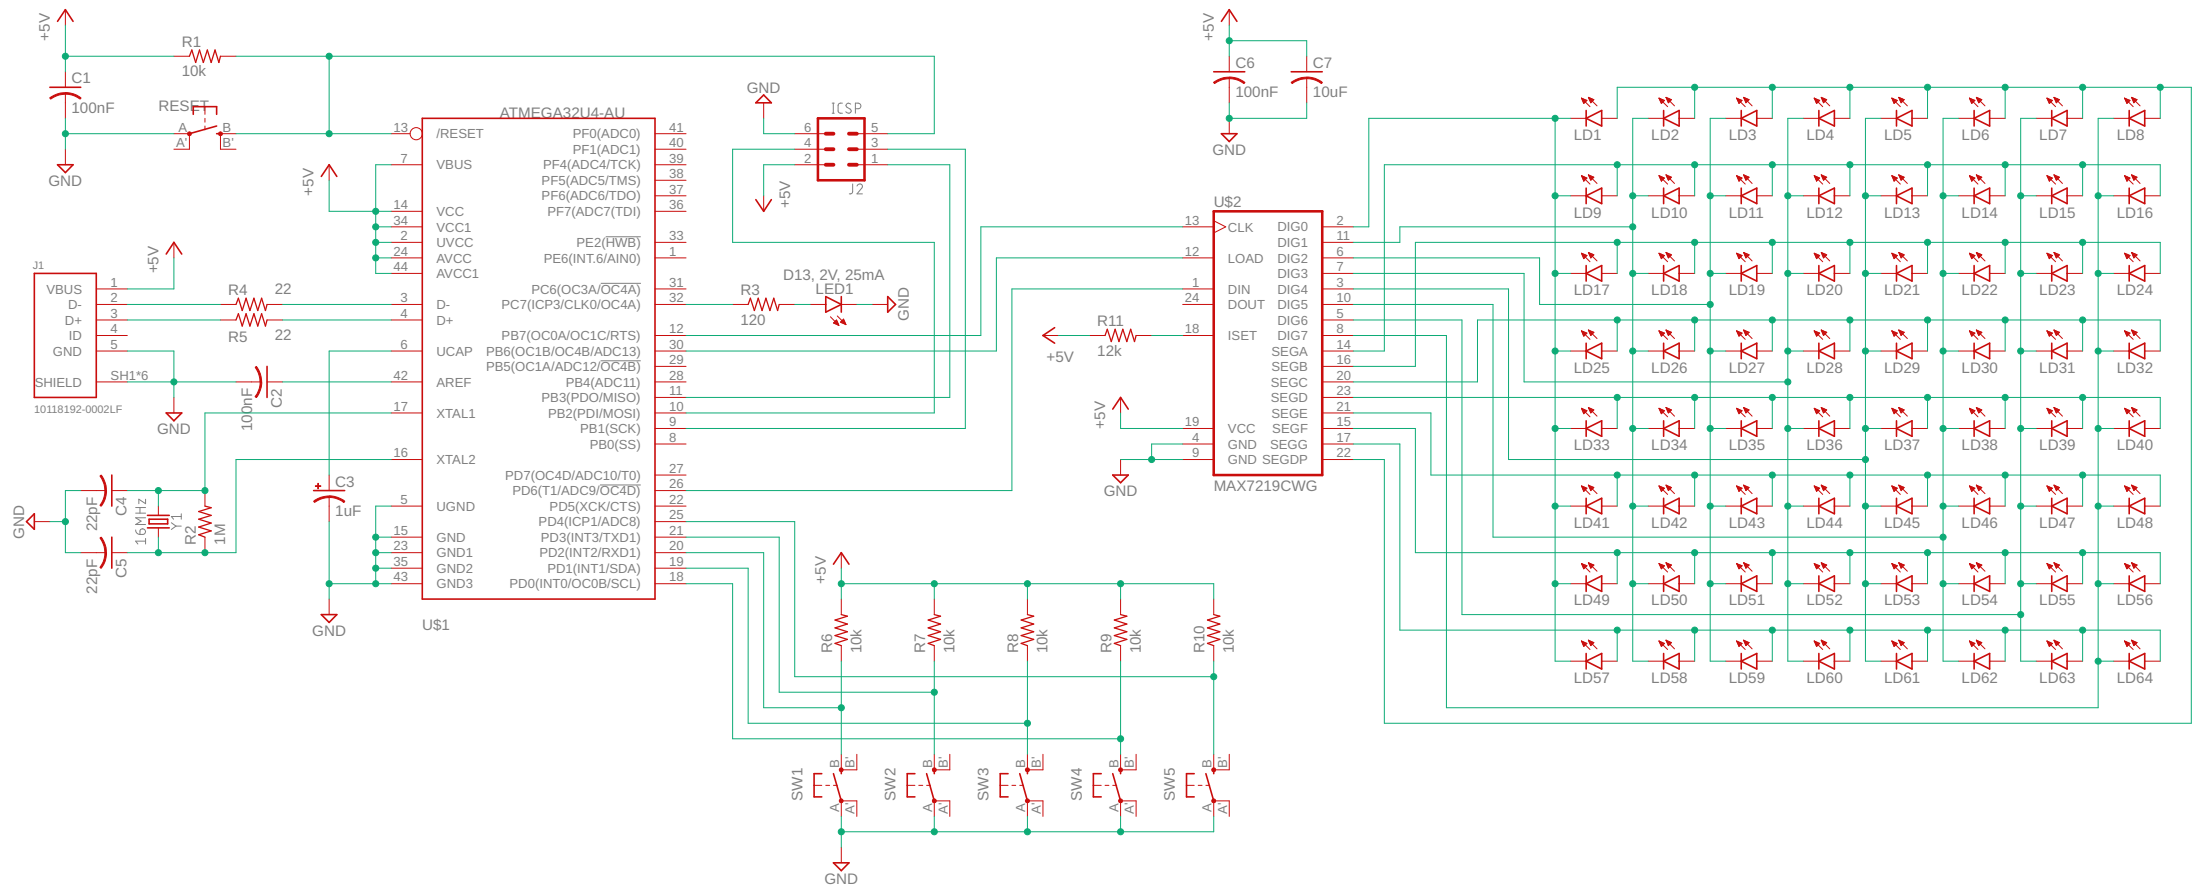 +5V
R1
10k
C1
100nF
RESET
A
B
A'
B'
GND
ATMEGA32U4-AU
13
/RESET
7
VBUS
+5V
14
VCC
34
VCC1
2
UVCC
24
AVCC
44
AVCC1
3
D-
4
D+
6
UCAP
42
AREF
17
XTAL1
16
XTAL2
5
UGND
15
GND
23
GND1
35
GND2
43
GND3
U$1
PF0(ADC0)
41
PF1(ADC1)
40
PF4(ADC4/TCK)
39
PF5(ADC5/TMS)
38
PF6(ADC6/TDO)
37
PF7(ADC7(TDI)
36
PE2(HWB)
33
PE6(INT.6/AIN0)
1
PC6(OC3A/OC4A)
31
PC7(ICP3/CLK0/OC4A)
32
PB7(OC0A/OC1C/RTS)
12
PB6(OC1B/OC4B/ADC13)
30
PB5(OC1A/ADC12/OC4B)
29
PB4(ADC11)
28
PB3(PDO/MISO)
11
PB2(PDI/MOSI)
10
PB1(SCK)
9
PB0(SS)
8
PD7(OC4D/ADC10/T0)
27
PD6(T1/ADC9/OC4D)
26
PD5(XCK/CTS)
22
PD4(ICP1/ADC8)
25
PD3(INT3/TXD1)
21
PD2(INT2/RXD1)
20
PD1(INT1/SDA)
19
PD0(INT0/OC0B/SCL)
18
J1
+5V
VBUS
1
D-
2
D+
3
ID
4
GND
5
SHIELD
SH1*6
10118192-0002LF
R4
22
R5
22
100nF
C2
GND
GND
22pF
C4
22pF
C5
16MHz
Y1
R2
1M
C3
1uF
GND
GND
ICSP
6
5
4
3
2
1
J2
+5V
D13, 2V, 25mA
LED1
R3
120
GND
+5V
R6
10k
R7
10k
R8
10k
R9
10k
R10
10k
SW1
B
B'
A
A'
SW2
B
B'
A
A'
SW3
B
B'
A
A'
SW4
B
B'
A
A'
SW5
B
B'
A
A'
GND
+5V
C6
100nF
C7
10uF
GND
U$2
13
CLK
12
LOAD
1
DIN
24
DOUT
18
ISET
19
VCC
4
GND
9
GND
DIG0
2
DIG1
11
DIG2
6
DIG3
7
DIG4
3
DIG5
10
DIG6
5
DIG7
8
SEGA
14
SEGB
16
SEGC
20
SEGD
23
SEGE
21
SEGF
15
SEGG
17
SEGDP
22
MAX7219CWG
R11
12k
+5V
+5V
GND
LD1 LD2 LD3 LD4 LD5 LD6 LD7 LD8
LD9 LD10 LD11 LD12 LD13 LD14 LD15 LD16
LD17 LD18 LD19 LD20 LD21 LD22 LD23 LD24
LD25 LD26 LD27 LD28 LD29 LD30 LD31 LD32
LD33 LD34 LD35 LD36 LD37 LD38 LD39 LD40
LD41 LD42 LD43 LD44 LD45 LD46 LD47 LD48
LD49 LD50 LD51 LD52 LD53 LD54 LD55 LD56
LD57 LD58 LD59 LD60 LD61 LD62 LD63 LD64